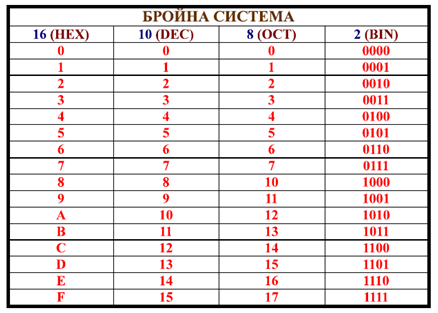 БРОЙНА СИСТЕМА
16 (HEX) 10 (DEC) 8 (OCT) 2 (BIN)
0 0 0 0000
1 1 1 0001
2 2 2 0010
3 3 3 0011
4 4 4 0100
5 5 5 0101
6 6 6 0110
7 7 7 0111
8 8 10 1000
9 9 11 1001
A 10 12 1010
B 11 13 1011
C 12 14 1100
D 13 15 1101
E 14 16 1110
F 15 17 1111